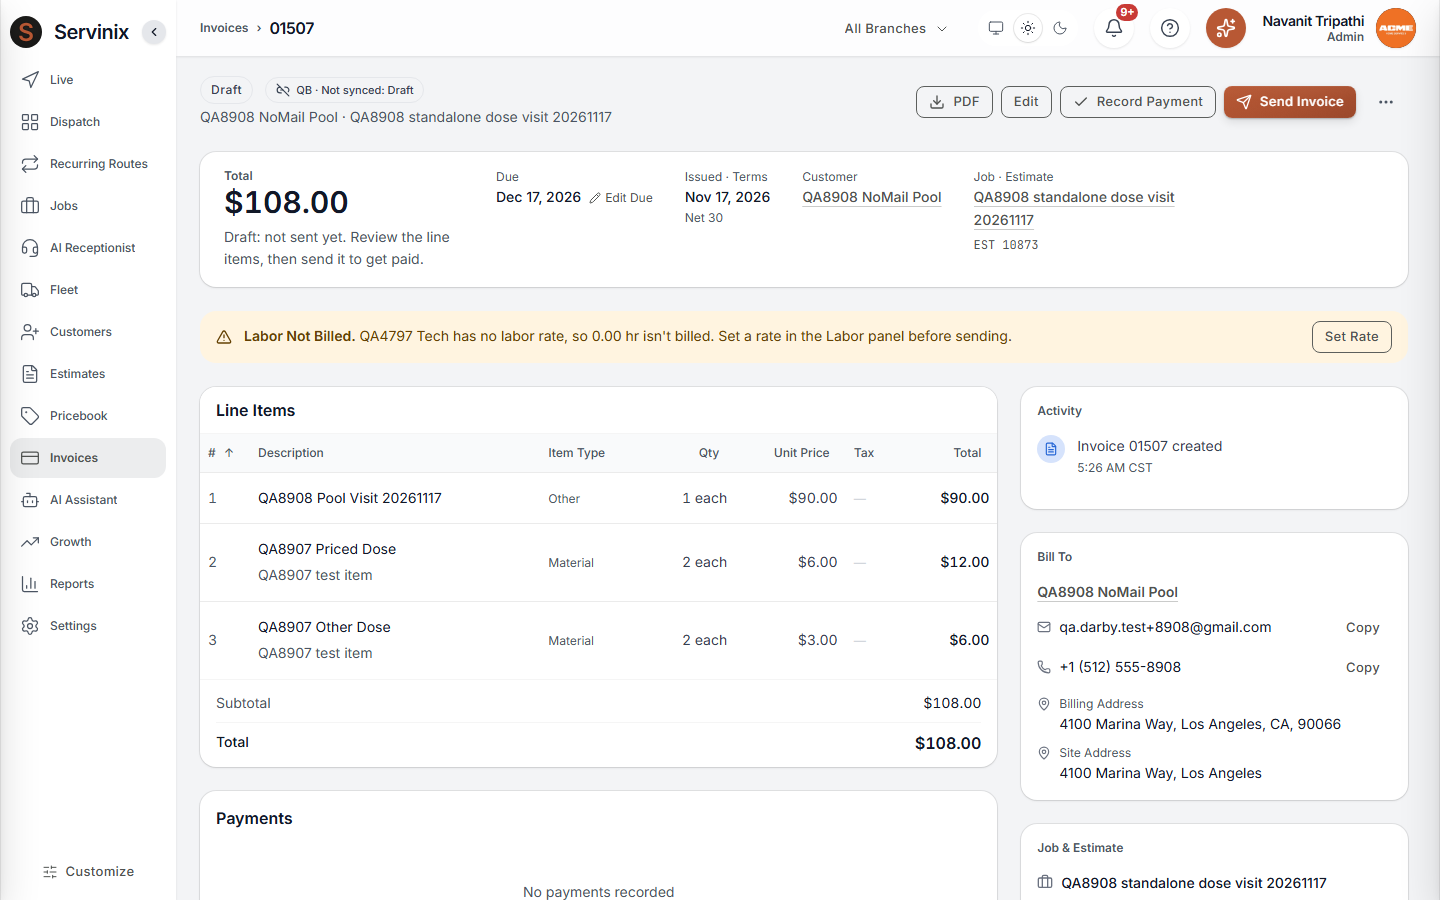 Servinix
Invoices › 01507
All Branches
9+
Navanit Tripathi
Admin
ACME
Live
Dispatch
Recurring Routes
Jobs
AI Receptionist
Fleet
Customers
Estimates
Pricebook
Invoices
AI Assistant
Growth
Reports
Settings
Customize
Draft
QB · Not synced: Draft
QA8908 NoMail Pool · QA8908 standalone dose visit 20261117
PDF
Edit
Record Payment
Send Invoice
Total
$108.00
Draft: not sent yet. Review the line
items, then send it to get paid.
Due
Dec 17, 2026 Edit Due
Issued · Terms
Nov 17, 2026
Net 30
Customer
QA8908 NoMail Pool
Job · Estimate
QA8908 standalone dose visit
20261117
EST 10873
Labor Not Billed. QA4797 Tech has no labor rate, so 0.00 hr isn't billed. Set a rate in the Labor panel before sending.
Set Rate
Line Items
# Description Item Type Qty Unit Price Tax Total
1 QA8908 Pool Visit 20261117 Other 1 each $90.00 — $90.00
2 QA8907 Priced Dose Material 2 each $6.00 — $12.00
QA8907 test item
3 QA8907 Other Dose Material 2 each $3.00 — $6.00
QA8907 test item
Subtotal $108.00
Total $108.00
Payments
No payments recorded
Activity
Invoice 01507 created
5:26 AM CST
Bill To
QA8908 NoMail Pool
qa.darby.test+8908@gmail.com Copy
+1 (512) 555-8908 Copy
Billing Address
4100 Marina Way, Los Angeles, CA, 90066
Site Address
4100 Marina Way, Los Angeles
Job & Estimate
QA8908 standalone dose visit 20261117